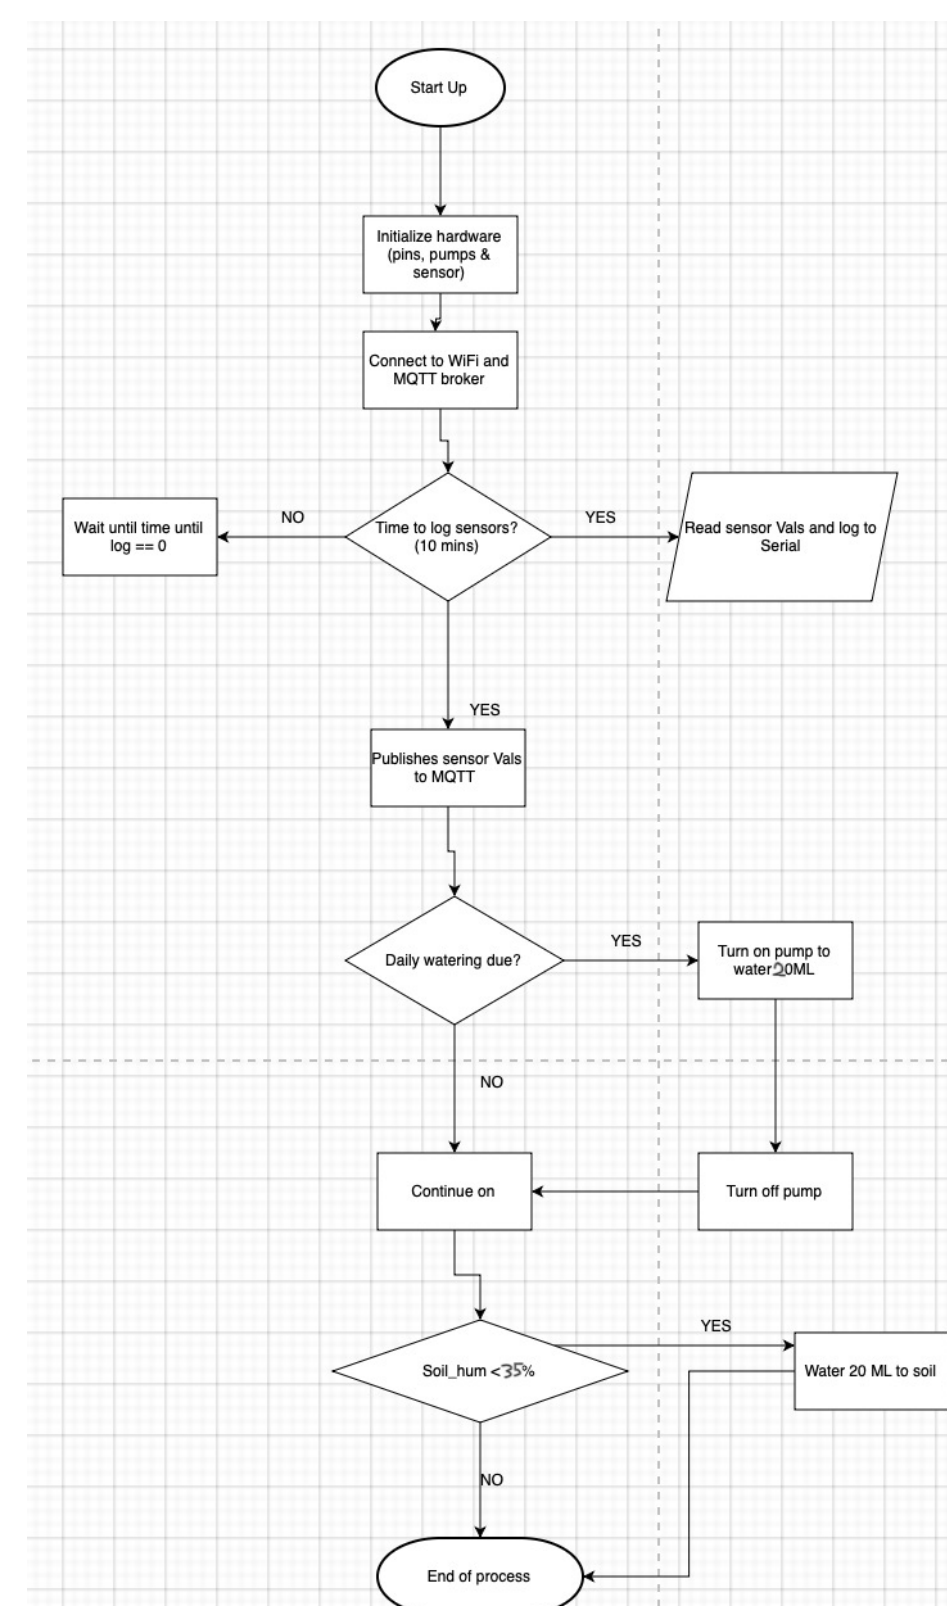 Start Up
Initialize hardware
(pins, pumps &
sensor)
Connect to WiFi and
MQTT broker
Time to log sensors?
(10 mins)
NO
Wait until time until
log == 0
YES
Read sensor Vals and log to
Serial
YES
Publishes sensor Vals
to MQTT
Daily watering due?
YES
Turn on pump to
water 20ML
NO
Continue on
Turn off pump
Soil_hum <35%
YES
Water 20 ML to soil
NO
End of process